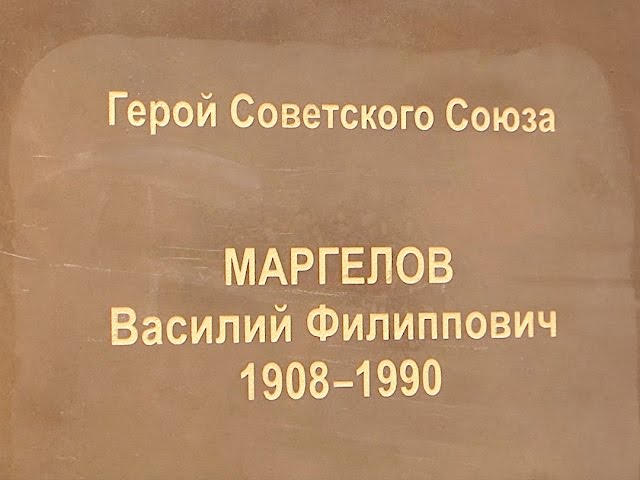 Герой Советского Союза
МАРГЕЛОВ
Василий Филиппович
1908–1990